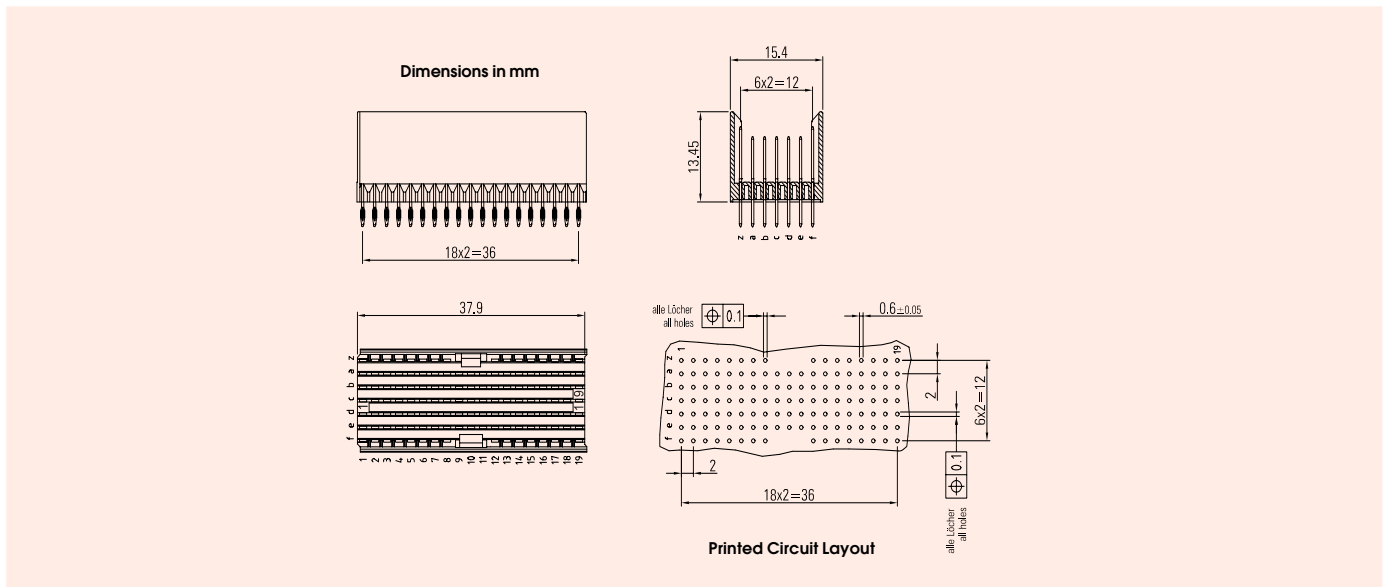 Dimensions in mm
15.4
6x2=12
13.45
z a b c d e f
18x2=36
37.9
z a b c d e f
1
19
1 2 3 4 5 6 7 8 9 10 11 12 13 14 15 16 17 18 19
alle Löcher
all holes
0.1
0.6±0.05
1
19
z a b c d e f
2
6x2=12
2
18x2=36
0.1
alle Löcher
all holes
Printed Circuit Layout